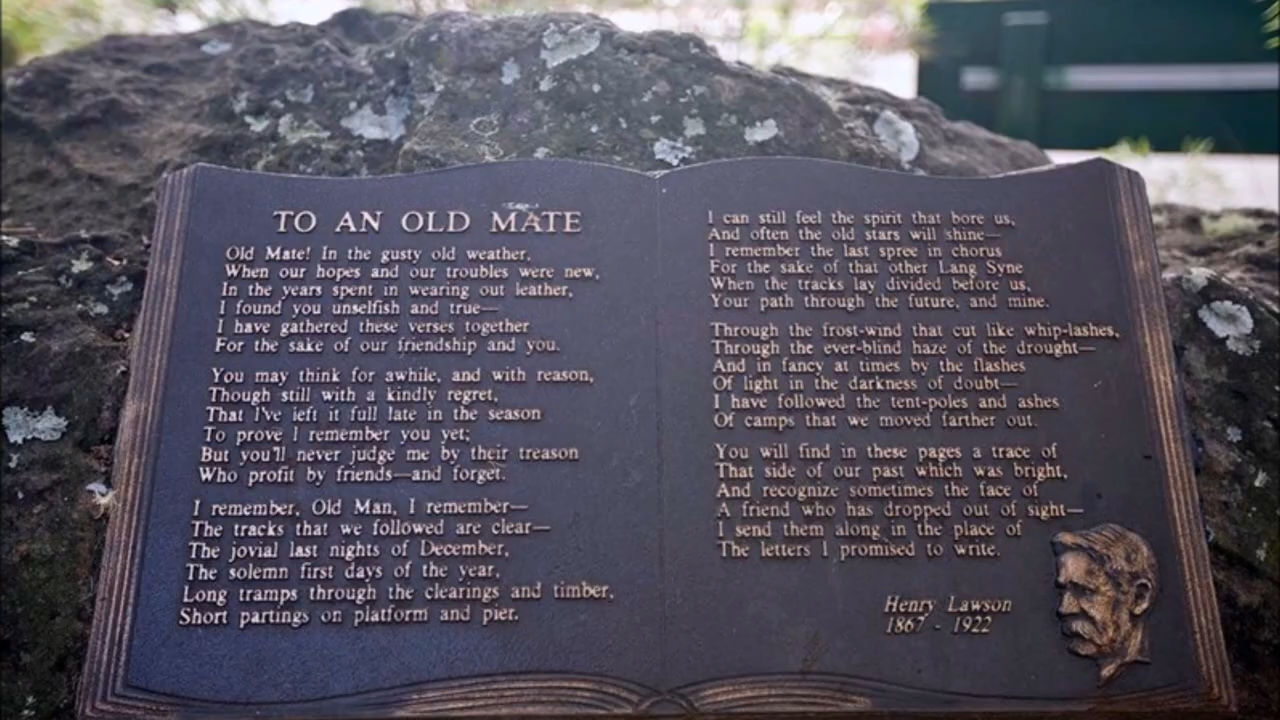 TO AN OLD MATE
Old Mate! In the gusty old weather,
When our hopes and our troubles were new,
In the years spent in wearing out leather,
I found you unselfish and true—
I have gathered these verses together
For the sake of our friendship and you.
You may think for awhile, and with reason,
Though still with a kindly regret,
That I've left it full late in the season
To prove I remember you yet;
But you'll never judge me by their treason
Who profit by friends—and forget.
I remember, Old Man, I remember—
The tracks that we followed are clear—
The jovial last nights of December,
The solemn first days of the year,
Long tramps through the clearings and timber,
Short partings on platform and pier.
I can still feel the spirit that bore us,
And often the old stars will shine—
I remember the last spree in chorus
For the sake of that other Lang Syne
When the tracks lay divided before us,
Your path through the future, and mine.
Through the frost-wind that cut like whip-lashes,
Through the ever-blind haze of the drought—
And in fancy at times by the flashes
Of light in the darkness of doubt—
I have followed the tent-poles and ashes
Of camps that we moved farther out.
You will find in these pages a trace of
That side of our past which was bright,
And recognize sometimes the face of
A friend who has dropped out of sight—
I send them along in the place of
The letters I promised to write.
Henry Lawson
1867 - 1922